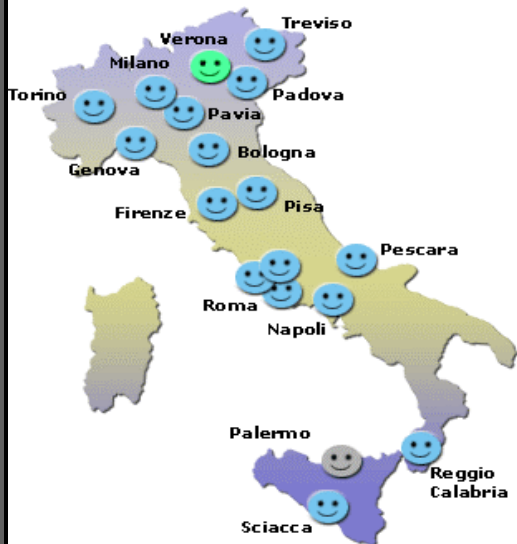 Treviso
Verona
Milano
Torino
Padova
Pavia
Bologna
Genova
Firenze
Pisa
Pescara
Roma
Napoli
Palermo
Reggio
Calabria
Sciacca